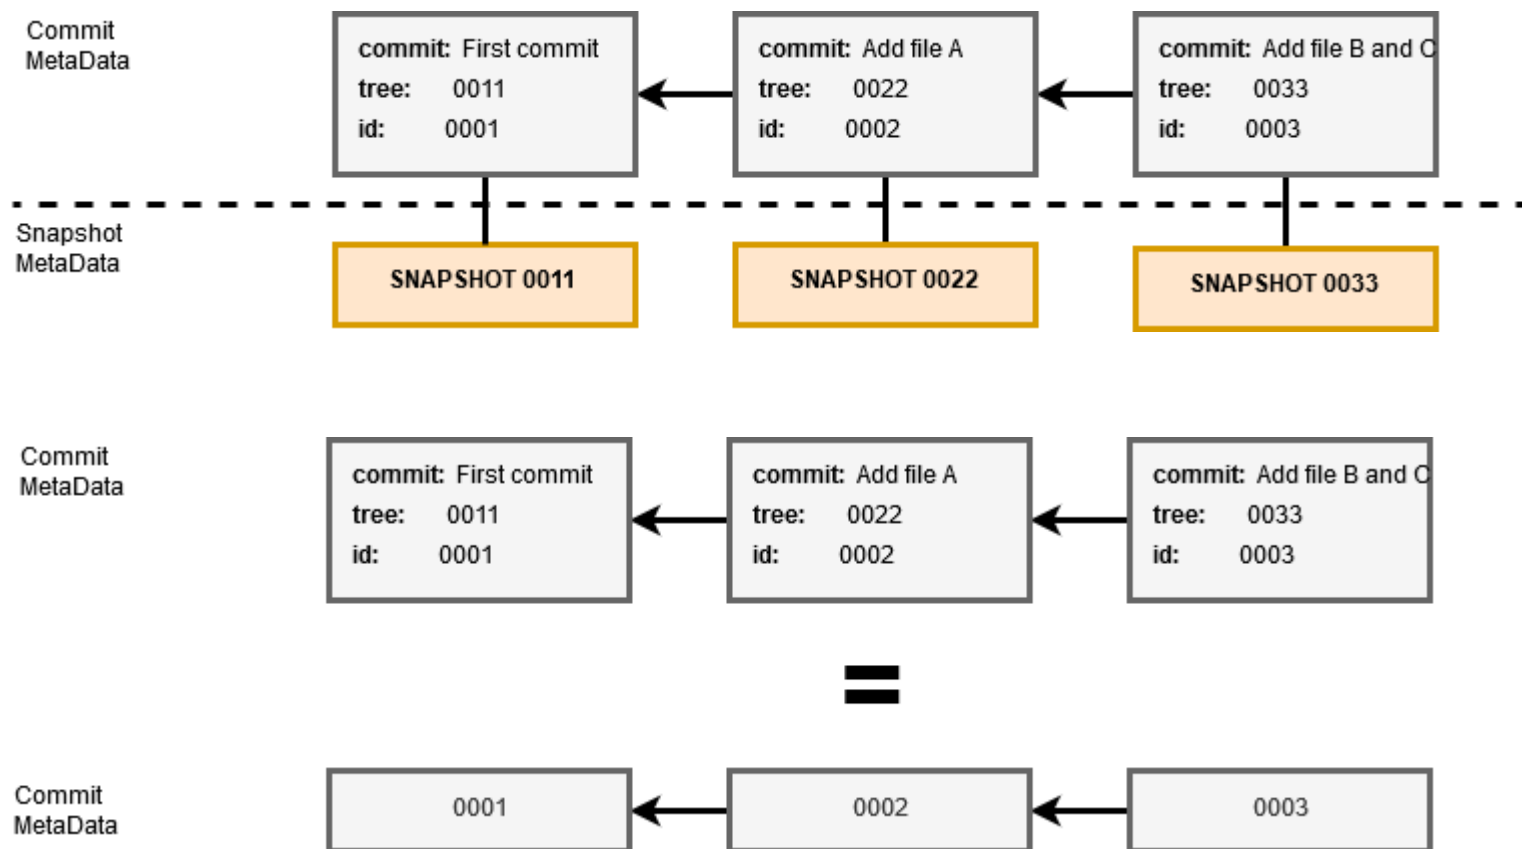 Commit
MetaData
commit: First commit
tree: 0011
id: 0001
commit: Add file A
tree: 0022
id: 0002
commit: Add file B and C
tree: 0033
id: 0003
Snapshot
MetaData
SNAPSHOT 0011
SNAPSHOT 0022
SNAPSHOT 0033
Commit
MetaData
commit: First commit
tree: 0011
id: 0001
commit: Add file A
tree: 0022
id: 0002
commit: Add file B and C
tree: 0033
id: 0003
=
Commit
MetaData
0001
0002
0003